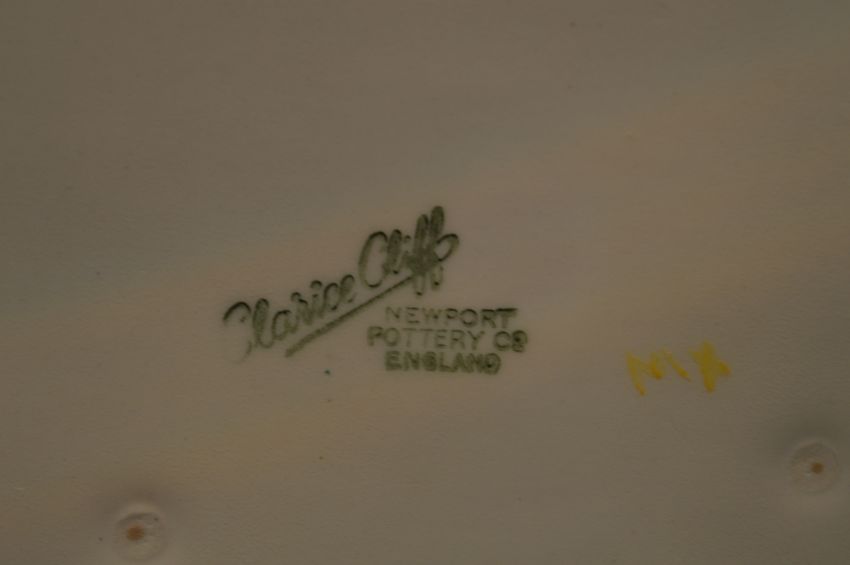 Clarice Cliff
NEWPORT
POTTERY CO
ENGLAND